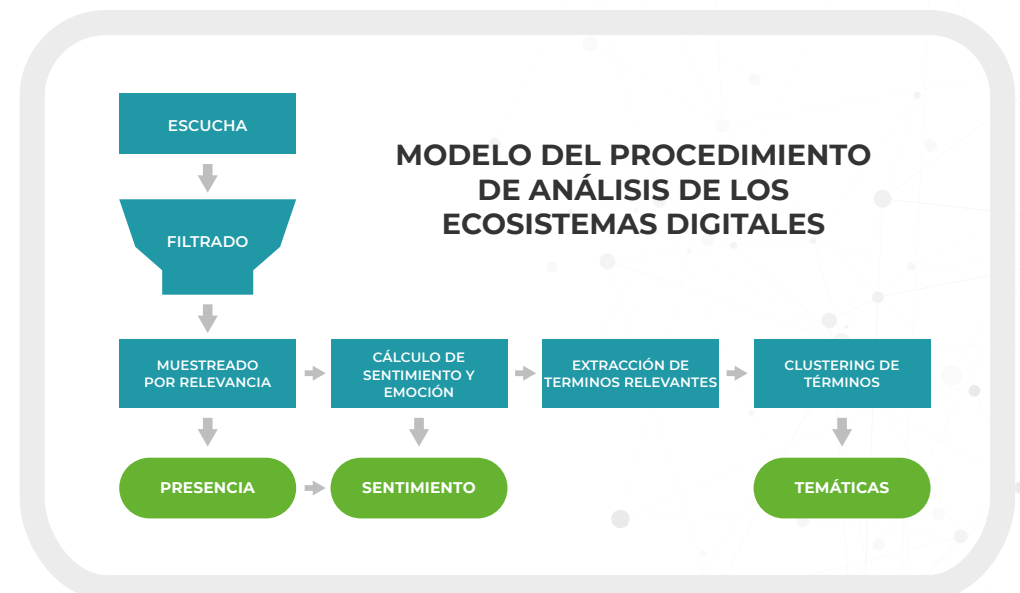 ESCUCHA
MODELO DEL PROCEDIMIENTO
DE ANÁLISIS DE LOS
ECOSISTEMAS DIGITALES
FILTRADO
MUESTREADO
POR RELEVANCIA
CÁLCULO DE
SENTIMIENTO Y
EMOCIÓN
EXTRACCIÓN DE
TERMINOS RELEVANTES
CLUSTERING DE
TÉRMINOS
PRESENCIA
SENTIMIENTO
TEMÁTICAS